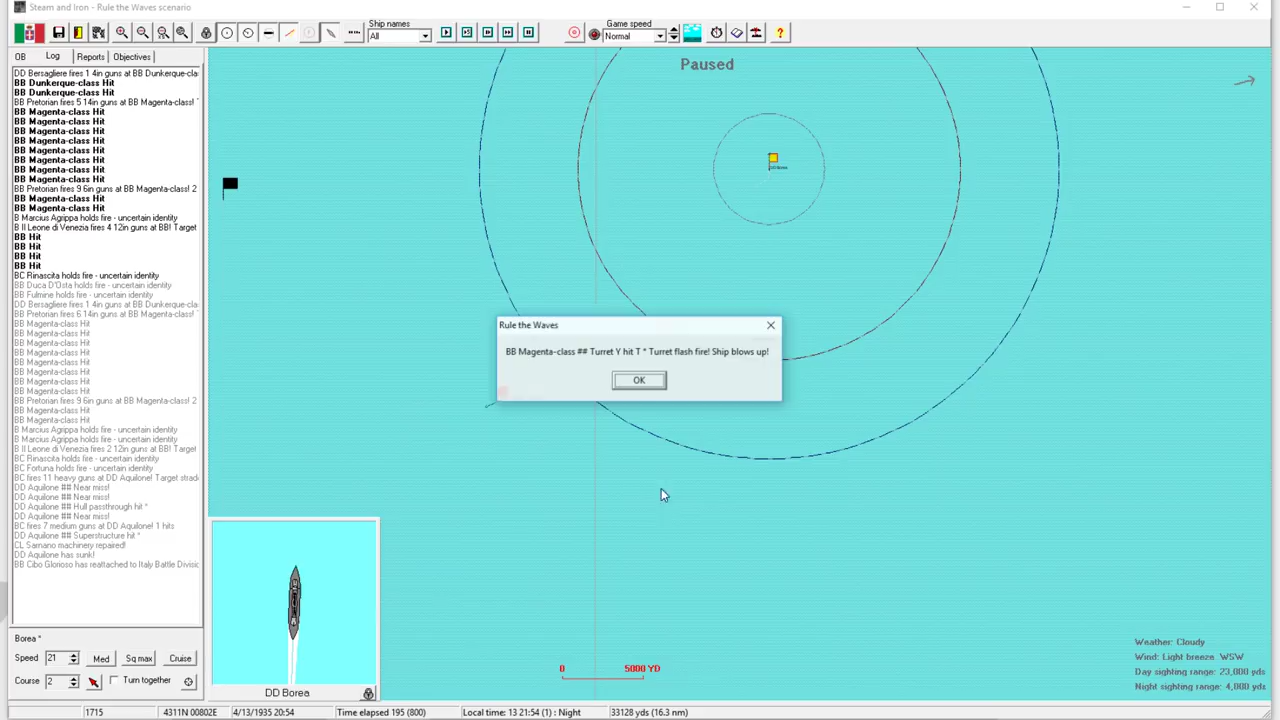 Steam and Iron - Rule the Waves scenario
Ship names
All
Game speed
Normal
OB
Log
Reports
Objectives
DD Bersagliere fires 1 4in guns at BB Dunkerque-cla
BB Dunkerque-class Hit
BB Dunkerque-class Hit
BB Pretorian fires 5 14in guns at BB Magenta-class!
BB Magenta-class Hit
BB Magenta-class Hit
BB Magenta-class Hit
BB Magenta-class Hit
BB Magenta-class Hit
BB Magenta-class Hit
BB Magenta-class Hit
BB Magenta-class Hit
BB Pretorian fires 9 6in guns at BB Magenta-class! 2
BB Magenta-class Hit
BB Magenta-class Hit
B Marcius Agrippa holds fire - uncertain identity
B Il Leone di Venezia fires 4 12in guns at BB! Target
BB Hit
BB Hit
BB Hit
BB Hit
BC Rinascita holds fire - uncertain identity
BB Duca D'Osta holds fire - uncertain identity
BB Fulmine holds fire - uncertain identity
DD Bersagliere fires 1 4in guns at BB Dunkerque-cla
BB Pretorian fires 6 14in guns at BB Magenta-class!
BB Magenta-class Hit
BB Magenta-class Hit
BB Magenta-class Hit
BB Magenta-class Hit
BB Magenta-class Hit
BB Magenta-class Hit
BB Magenta-class Hit
BB Magenta-class Hit
BB Pretorian fires 9 6in guns at BB Magenta-class! 2
BB Magenta-class Hit
BB Magenta-class Hit
B Marcius Agrippa holds fire - uncertain identity
B Marcius Agrippa holds fire - uncertain identity
B Il Leone di Venezia fires 2 12in guns at BB! Target
BC Rinascita holds fire - uncertain identity
BC Fortuna holds fire - uncertain identity
BC fires 11 heavy guns at DD Aquilone! Target strad
DD Aquilone ## Near miss!
DD Aquilone ## Near miss!
DD Aquilone ## Hull passthrough hit *
DD Aquilone ## Near miss!
BC fires 7 medium guns at DD Aquilone! 1 hits
DD Aquilone ## Superstructure hit *
CL Sarnano machinery repaired!
DD Aquilone has sunk!
BB Cibo Glorioso has reattached to Italy Battle Divisio
Borea *
Speed 21 Med Sq max Cruise
Course 2 Turn together
Paused
DD Borea
Rule the Waves
BB Magenta-class ## Turret Y hit T * Turret flash fire! Ship blows up!
OK
DD Borea
0 5000 YD
Weather: Cloudy
Wind: Light breeze WSW
Day sighting range: 23,000 yds
Night sighting range: 4,000 yds
1715 4311N 00802E 4/13/1935 20:54 Time elapsed 195 (800) Local time: 13 21:54 (1) : Night 33128 yds (16.3 nm)